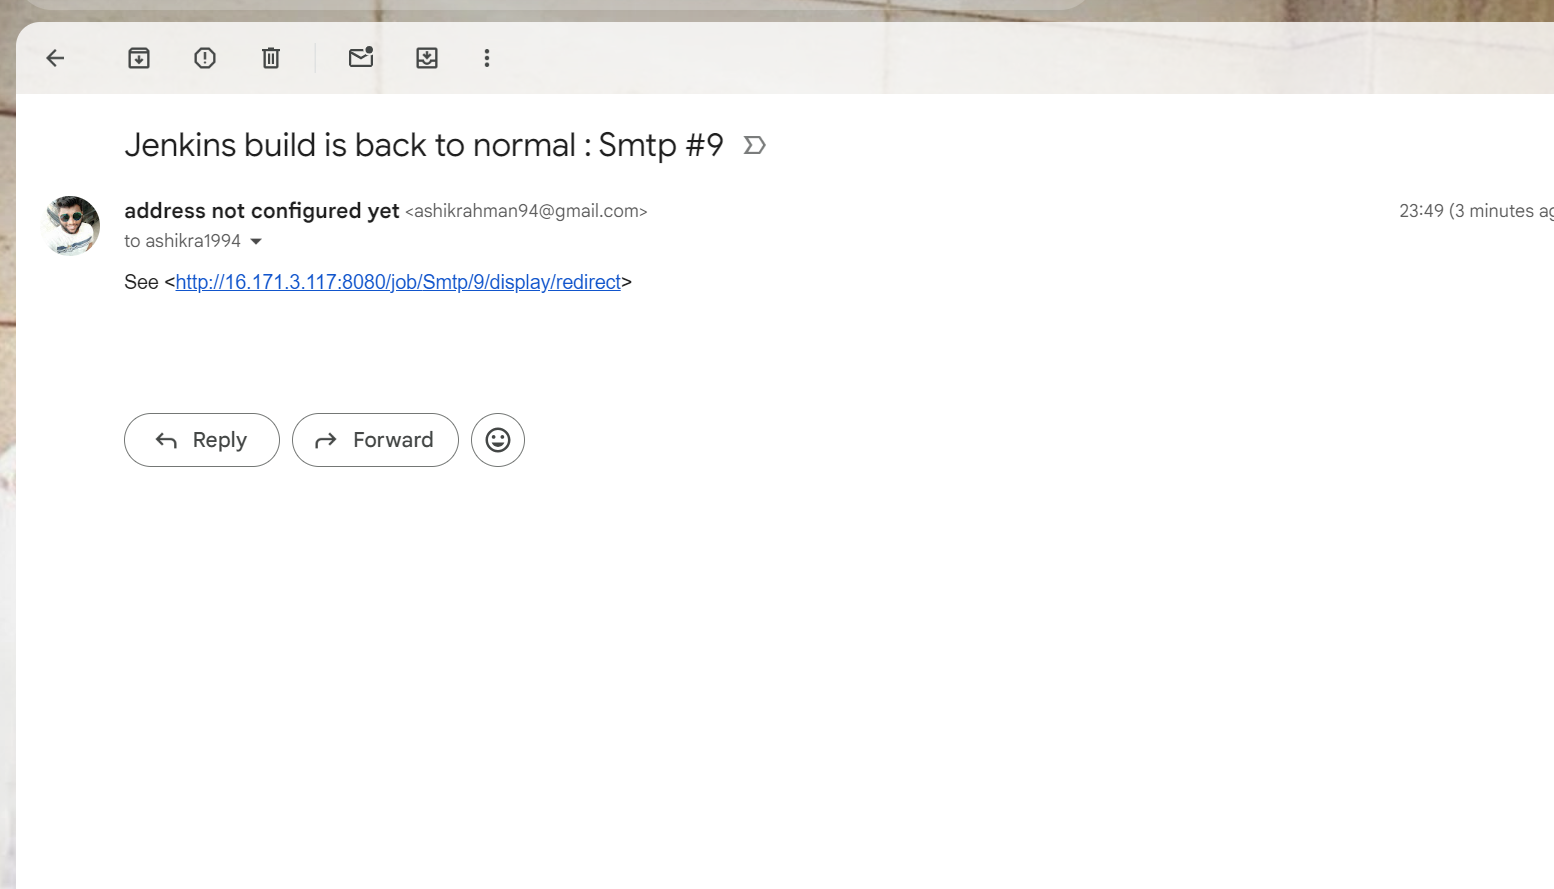 Jenkins build is back to normal : Smtp #9
address not configured yet <ashikrahman94@gmail.com>
23:49 (3 minutes ag
to ashikra1994
See <http://16.171.3.117:8080/job/Smtp/9/display/redirect>
Reply
Forward